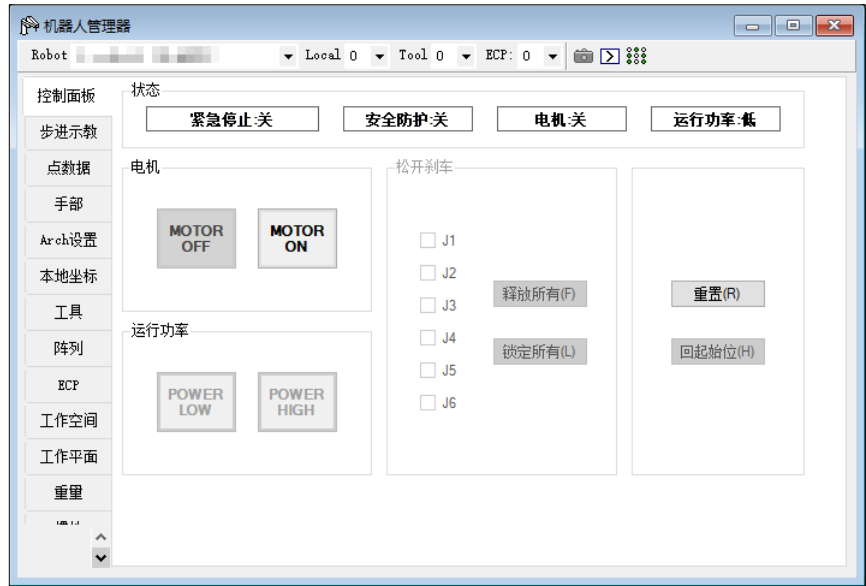 机器人管理器
Robot
Local 0 Tool 0 ECP: 0
控制面板
步进示教
点数据
手部
Arch设置
本地坐标
工具
阵列
ECP
工作空间
工作平面
重量
状态
紧急停止:关 安全防护:关 电机:关 运行功率:低
电机
MOTOR OFF
MOTOR ON
运行功率
POWER LOW
POWER HIGH
松开刹车
J1
J2
J3
J4
J5
J6
释放所有(F)
锁定所有(L)
重置(R)
回起始位(H)